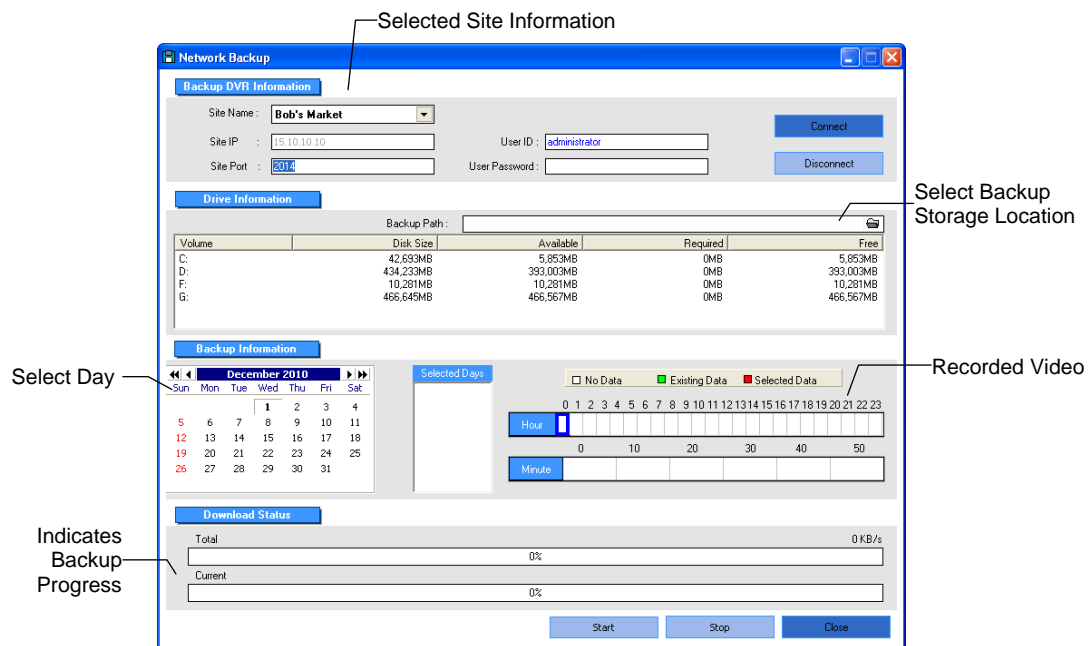 Selected Site Information
Network Backup
Backup DVR Information
Site Name : Bob's Market
Connect
Site IP : 15.10.10.10 User ID : administrator
Site Port : 2014 User Password : Disconnect
Select Backup
Storage Location
Drive Information
Backup Path :
Volume Disk Size Available Required Free
C: 42,693MB 5,853MB 0MB 5,853MB
D: 434,233MB 393,003MB 0MB 393,003MB
F: 10,281MB 10,281MB 0MB 10,281MB
G: 466,645MB 466,567MB 0MB 466,567MB
Backup Information
Select Day
December 2010
Sun Mon Tue Wed Thu Fri Sat
1 2 3 4
5 6 7 8 9 10 11
12 13 14 15 16 17 18
19 20 21 22 23 24 25
26 27 28 29 30 31
Selected Days
No Data Existing Data Selected Data
Recorded Video
0 1 2 3 4 5 6 7 8 9 10 11 12 13 14 15 16 17 18 19 20 21 22 23
Hour
0 10 20 30 40 50
Minute
Download Status
Indicates
Backup
Progress
Total 0 KB/s
0%
Current
0%
Start Stop Close